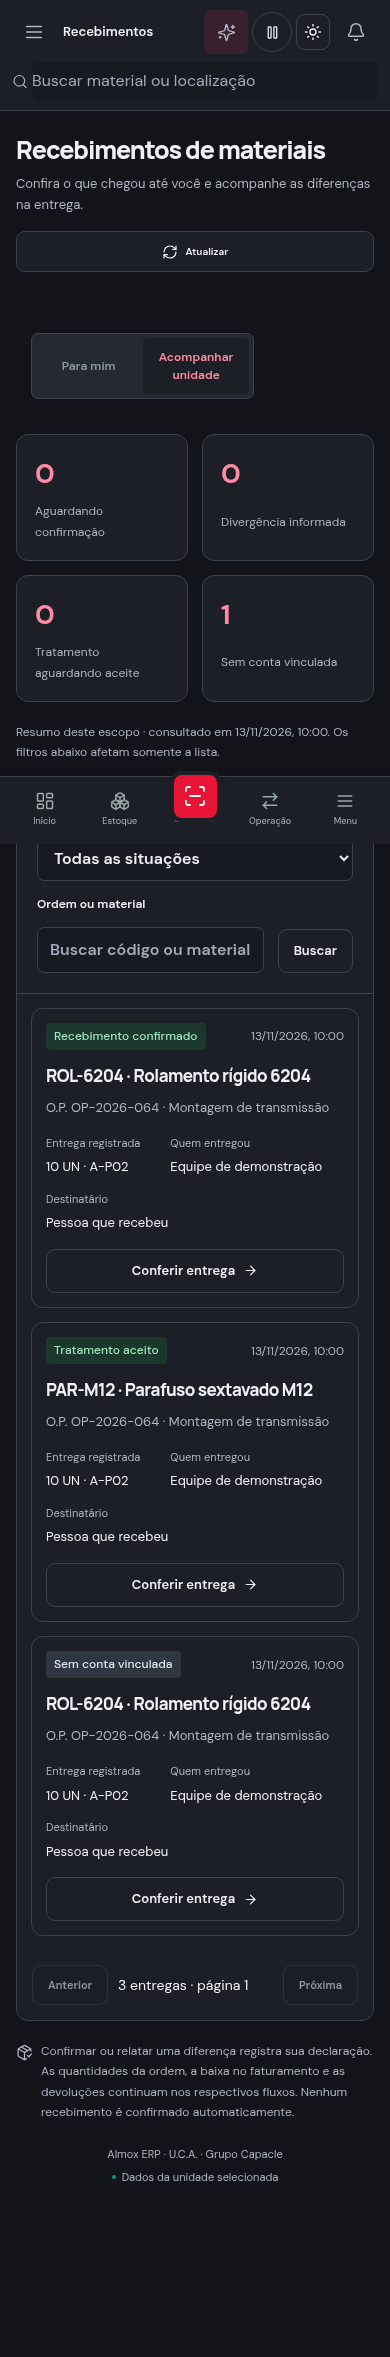 Recebimentos
Buscar material ou localização
Recebimentos de materiais
Confira o que chegou até você e acompanhe as diferenças
na entrega.
Atualizar
Para mim
Acompanhar
unidade
0
Aguardando
confirmação
0
Divergência informada
0
Tratamento
aguardando aceite
1
Sem conta vinculada
Resumo deste escopo · consultado em 13/11/2026, 10:00. Os
filtros abaixo afetam somente a lista.
Início
Estoque
Operação
Menu
Todas as situações
Ordem ou material
Buscar código ou material
Buscar
Recebimento confirmado
13/11/2026, 10:00
ROL-6204 · Rolamento rígido 6204
O.P. OP-2026-064 · Montagem de transmissão
Entrega registrada
Quem entregou
10 UN · A-P02
Equipe de demonstração
Destinatário
Pessoa que recebeu
Conferir entrega
Tratamento aceito
13/11/2026, 10:00
PAR-M12 · Parafuso sextavado M12
O.P. OP-2026-064 · Montagem de transmissão
Entrega registrada
Quem entregou
10 UN · A-P02
Equipe de demonstração
Destinatário
Pessoa que recebeu
Conferir entrega
Sem conta vinculada
13/11/2026, 10:00
ROL-6204 · Rolamento rígido 6204
O.P. OP-2026-064 · Montagem de transmissão
Entrega registrada
Quem entregou
10 UN · A-P02
Equipe de demonstração
Destinatário
Pessoa que recebeu
Conferir entrega
Anterior
3 entregas · página 1
Próxima
Confirmar ou relatar uma diferença registra sua declaração.
As quantidades da ordem, a baixa no faturamento e as
devoluções continuam nos respectivos fluxos. Nenhum
recebimento é confirmado automaticamente.
Almox ERP · U.C.A. · Grupo Capacle
Dados da unidade selecionada